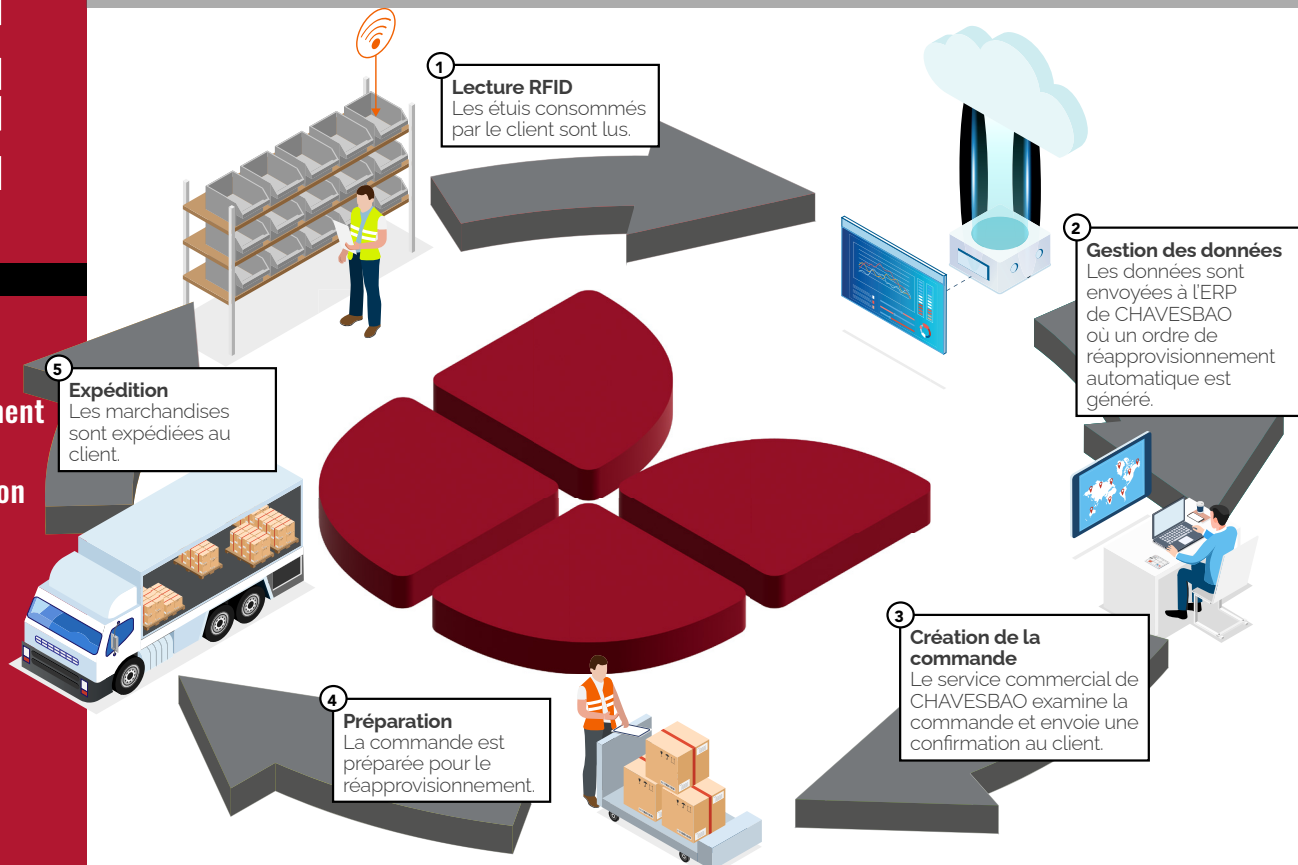 1
Lecture RFID
Les étuis consommés
par le client sont lus.
2
Gestion des données
Les données sont
envoyées à l'ERP
de CHAVESBAO
où un ordre de
réapprovisionnement
automatique est
généré.
3
Création de la
commande
Le service commercial de
CHAVESBAO examine la
commande et envoie une
confirmation au client.
4
Préparation
La commande est
préparée pour le
réapprovisionnement.
5
Expédition
Les marchandises
sont expédiées au
client.